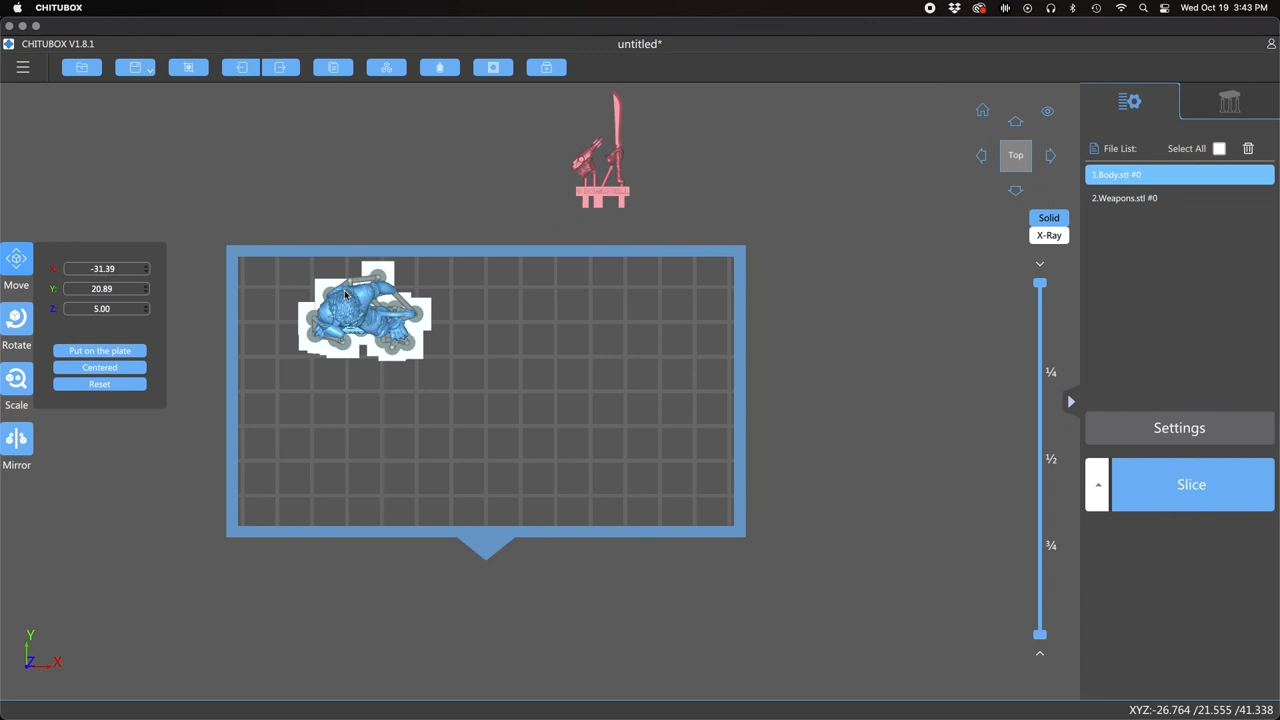 CHITUBOX
Wed Oct 19 3:43 PM
CHITUBOX V1.8.1
untitled*
Top
File List:
Select All
1.Body.stl #0
2.Weapons.stl #0
Solid
X-Ray
Move
X: -31.39
Y: 20.89
Z: 5.00
Rotate
Put on the plate
Centered
Reset
Scale
Mirror
¼
½
¾
Settings
Slice
Y
Z
X
XYZ:-26.764 /21.555 /41.338